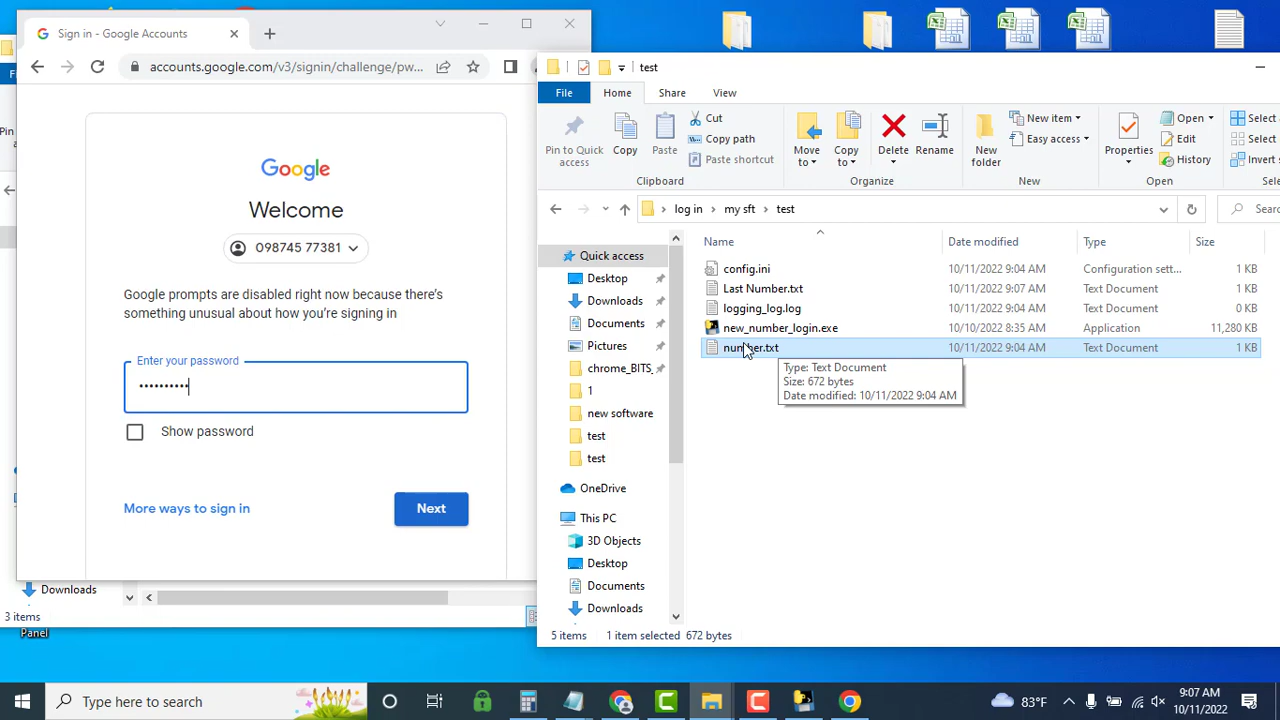 Sign in - Google Accounts
accounts.google.com/v3/signin/challenge/pw...
Google
Welcome
098745 77381
Google prompts are disabled right now because there's
something unusual about how you're signing in
Enter your password
••••••••••
Show password
More ways to sign in
Next
Downloads
3 items
Panel
Pin
test
File
Home
Share
View
Pin to Quick
access
Copy
Paste
Cut
Copy path
Paste shortcut
Clipboard
Move
to
Copy
to
Delete
Rename
Organize
New
folder
New item
Easy access
New
Properties
Open
Edit
History
Open
Select
Select
Invert s
Sele
log in
my sft
test
Sear
Name
Date modified
Type
Size
config.ini
10/11/2022 9:04 AM
Configuration sett...
1 KB
Last Number.txt
10/11/2022 9:07 AM
Text Document
1 KB
logging_log.log
10/11/2022 9:04 AM
Text Document
0 KB
new_number_login.exe
10/10/2022 8:35 AM
Application
11,280 KB
number.txt
10/11/2022 9:04 AM
Text Document
1 KB
Type: Text Document
Size: 672 bytes
Date modified: 10/11/2022 9:04 AM
Quick access
Desktop
Downloads
Documents
Pictures
chrome_BITS_
1
new software
test
test
OneDrive
This PC
3D Objects
Desktop
Documents
Downloads
5 items
1 item selected 672 bytes
Type here to search
83°F
9:07 AM
10/11/2022